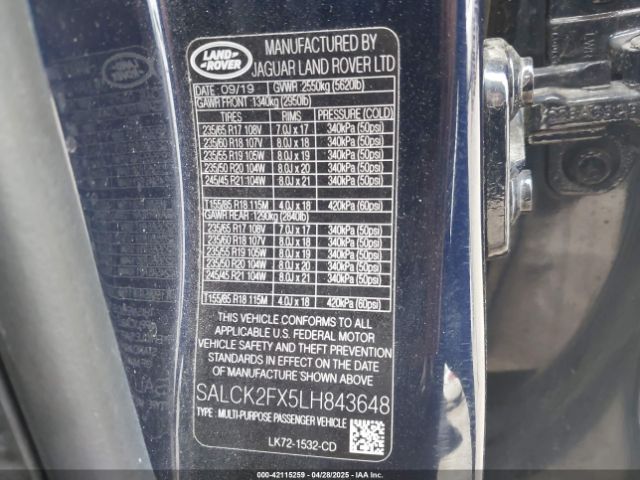 LAND ROVER
MANUFACTURED BY
JAGUAR LAND ROVER LTD
DATE 09/19 GVWR 2550kg (5620lb)
GAWR FRONT 1340kg (2950lb)
TIRES RIMS PRESSURE (COLD)
235/65 R17 108V 7.0J x 17 340kPa (50psi)
235/60 R18 107V 8.0J x 18 340kPa (50psi)
235/55 R19 105W 8.0J x 19 340kPa (50psi)
235/50 R20 104W 8.0J x 20 340kPa (50psi)
245/45 R21 104W 8.0J x 21 340kPa (50psi)
T155/85 R18 115M 4.0J x 18 420kPa (60psi)
GAWR REAR 1290kg (2840lb)
235/65 R17 108V 7.0J x 17 340kPa (50psi)
235/60 R18 107V 8.0J x 18 340kPa (50psi)
235/55 R19 105W 8.0J x 19 340kPa (50psi)
235/50 R20 104W 8.0J x 20 340kPa (50psi)
245/45 R21 104W 8.0J x 21 340kPa (50psi)
T155/85 R18 115M 4.0J x 18 420kPa (60psi)
THIS VEHICLE CONFORMS TO ALL
APPLICABLE U.S. FEDERAL MOTOR
VEHICLE SAFETY AND THEFT PREVENTION
STANDARDS IN EFFECT ON THE DATE
OF MANUFACTURE SHOWN ABOVE
SALCK2FX5LH843648
TYPE : MULTI-PURPOSE PASSENGER VEHICLE
LK72-1532-CD
000-42115259 - 04/28/2025 - IAAI.COM